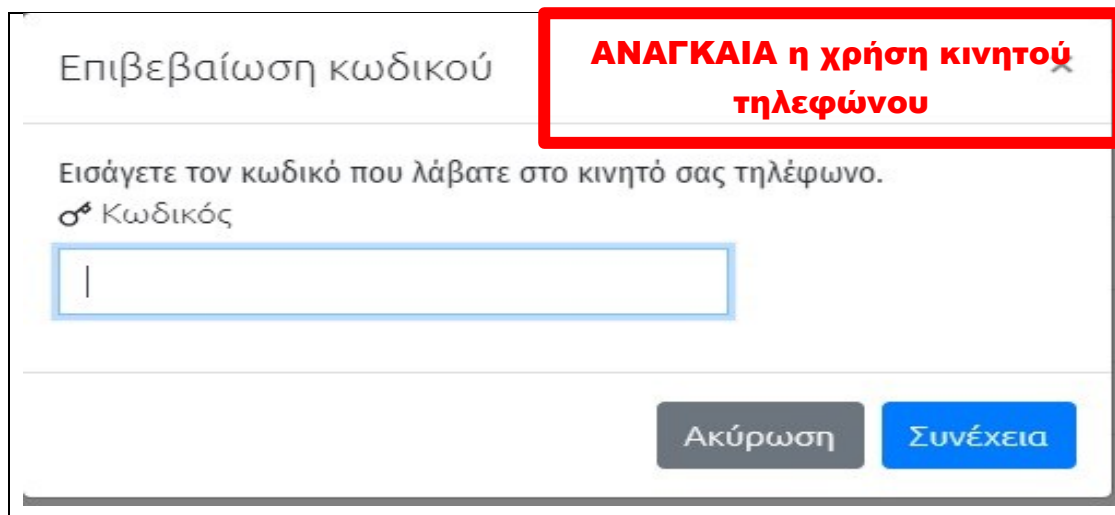 Επιβεβαίωση κωδικού
ΑΝΑΓΚΑΙΑ η χρήση κινητού
τηλεφώνου
Εισάγετε τον κωδικό που λάβατε στο κινητό σας τηλέφωνο.
Κωδικός
Ακύρωση
Συνέχεια